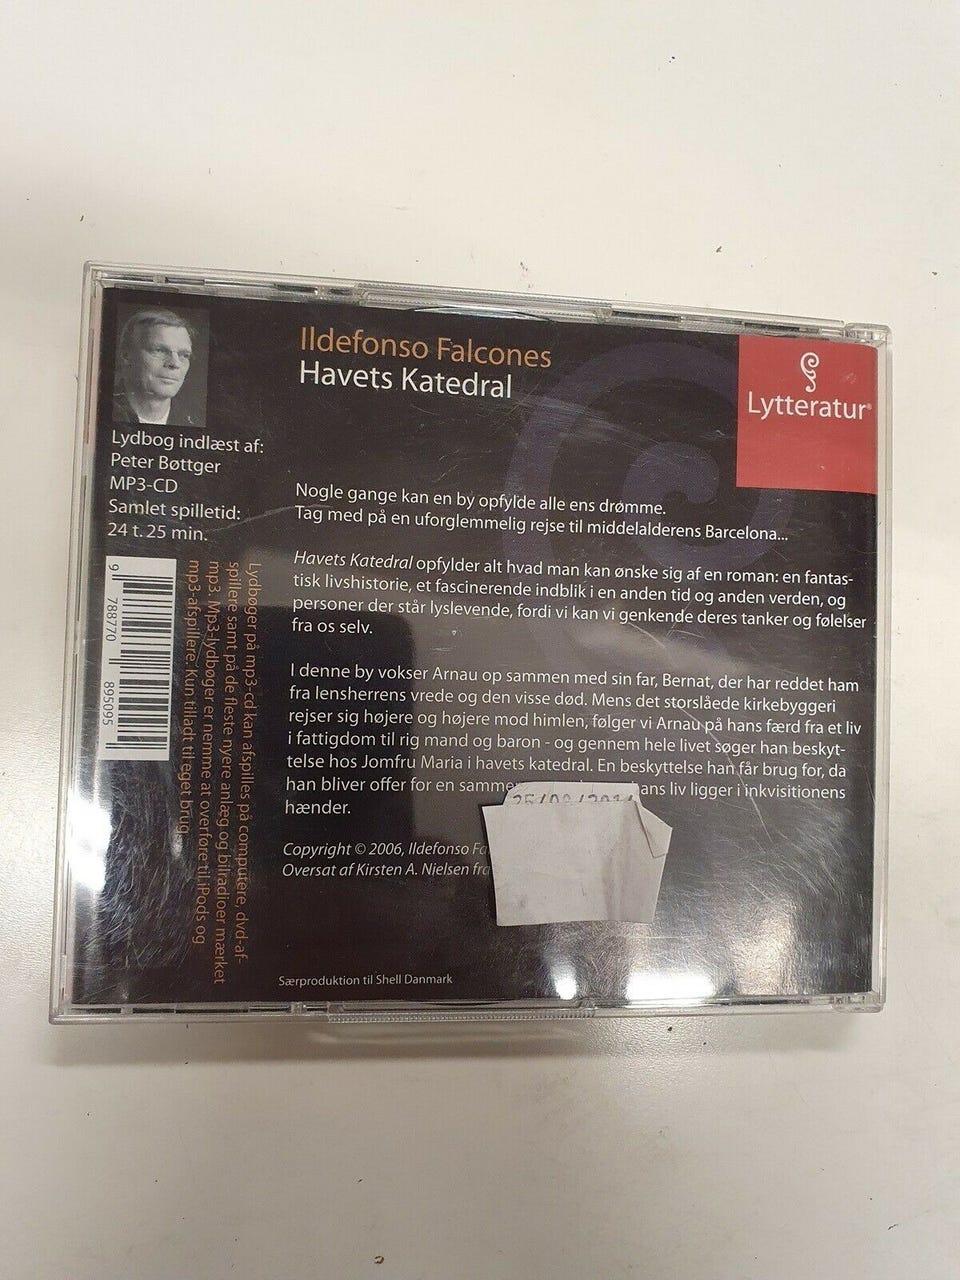 Ildefonso Falcones
Havets Katedral
Lytteratur®
Lydbog indlæst af:
Peter Bøttger
MP3-CD
Samlet spilletid:
24 t. 25 min.
Nogle gange kan en by opfylde alle ens drømme.
Tag med på en uforglemmelig rejse til middelalderens Barcelona...
Havets Katedral opfylder alt hvad man kan ønske sig af en roman: en fantas-
tisk livshistorie, et fascinerende indblik i en anden tid og anden verden, og
personer der står lyslevende, fordi vi kan vi genkende deres tanker og følelser
fra os selv.
I denne by vokser Arnau op sammen med sin far, Bernat, der har reddet ham
fra lensherrens vrede og den visse død. Mens det storslåede kirkebyggeri
rejser sig højere og højere mod himlen, følger vi Arnau på hans færd fra et liv
i fattigdom til rig mand og baron - og gennem hele livet søger han beskyt-
telse hos Jomfru Maria i havets katedral. En beskyttelse han får brug for, da
han bliver offer for en ans liv ligger i inkvisitionens
hænder.
Copyright © 2006, Ildefonso
Oversat af Kirsten A. Nielsen fra
Særproduktion til Shell Danmark
Lydbøger på mp3-cd kan afspilles på computere, dvd-af-
spillere samt på de fleste nyere anlæg og bilradioer mærket
mp3. Mp3-lydbøger er nemme at overføre til iPods og
mp3-afspillere. Kun tilladt til eget brug.
9 788770 895095